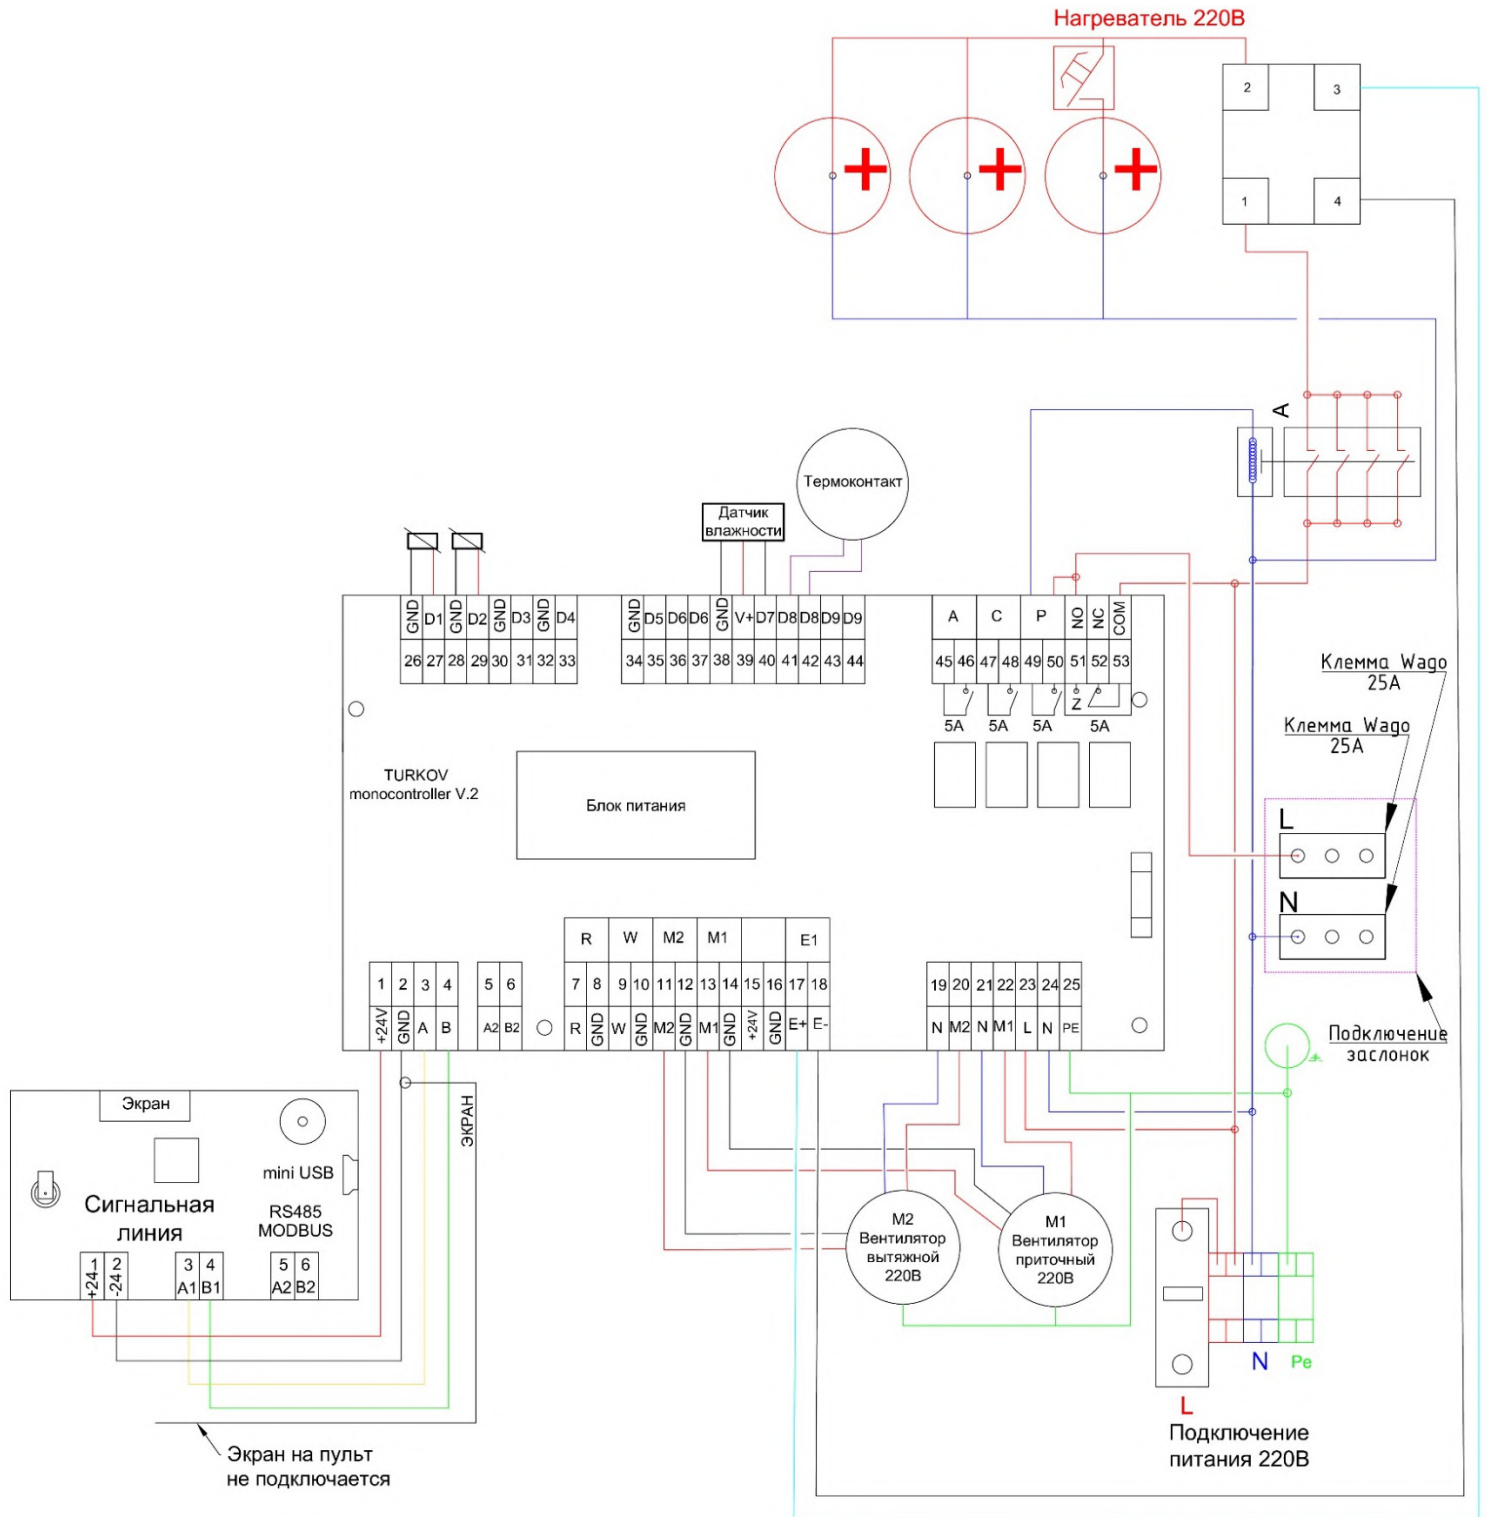 Нагреватель 220В
2 3
1 4
A
Термоконтакт
Датчик
влажности
GND D1 GND D2 GND D3 GND D4
26 27 28 29 30 31 32 33
GND D5 D6 D6 GND V+ D7 D8 D8 D9 D9
34 35 36 37 38 39 40 41 42 43 44
A C P NO NC COM
45 46 47 48 49 50 51 52 53
Z
5A 5A 5A 5A
Клемма Wago
25А
Клемма Wago
25А
TURKOV
monocontroller V.2
Блок питания
L
N
Подключение
заслонок
R W M2 M1 E1
1 2 3 4 5 6 7 8 9 10 11 12 13 14 15 16 17 18 19 20 21 22 23 24 25
+24V GND A B A2 B2 R GND W GND M2 GND M1 GND +24V GND E+ E- N M2 N M1 L N PE
ЭКРАН
Экран
mini USB
Сигнальная
линия
RS485
MODBUS
1 2 3 4 5 6
+24 -24 A1 B1 A2 B2
M2
Вентилятор
вытяжной
220В
M1
Вентилятор
приточный
220В
N Pe
L
Подключение
питания 220В
Экран на пульт
не подключается